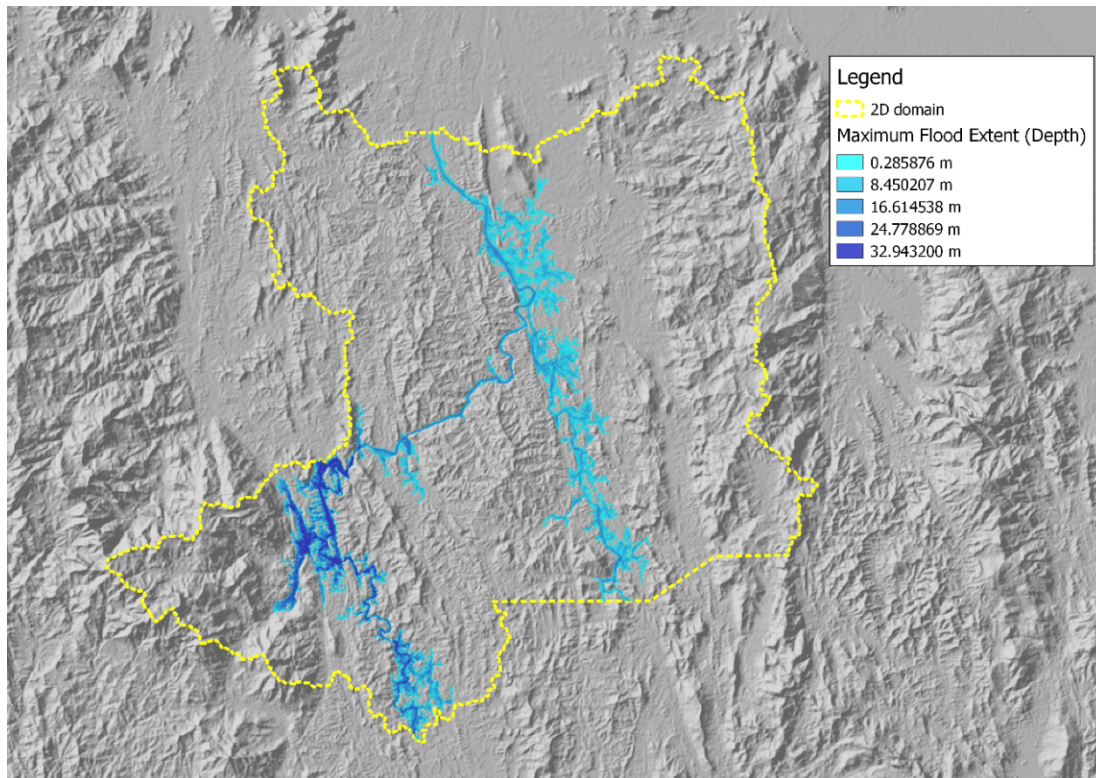 Legend
2D domain
Maximum Flood Extent (Depth)
0.285876 m
8.450207 m
16.614538 m
24.778869 m
32.943200 m